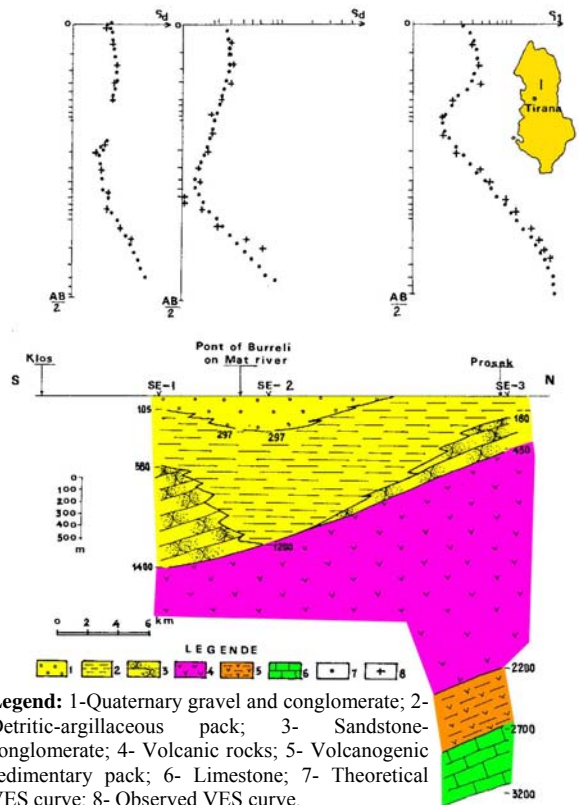 0 Sd 0 Sd 0 S1
Tirana
AB/2 AB/2 AB/2
Pont of Burreli
on Mat river
Klos Prosek
S SE-1 SE-2 SE-3 N
105 160
297 297
450
560
0
100
200
300
400
500
m
1200
1400
0 2 4 6 km
LEGENDE
1 2 3 4 5 6 7 8
2200
2700
3200
Legend: 1-Quaternary gravel and conglomerate; 2-
Detritic-argillaceous pack; 3- Sandstone-
conglomerate; 4- Volcanic rocks; 5- Volcanogenic
sedimentary pack; 6- Limestone; 7- Theoretical
VES curve; 8- Observed VES curve.